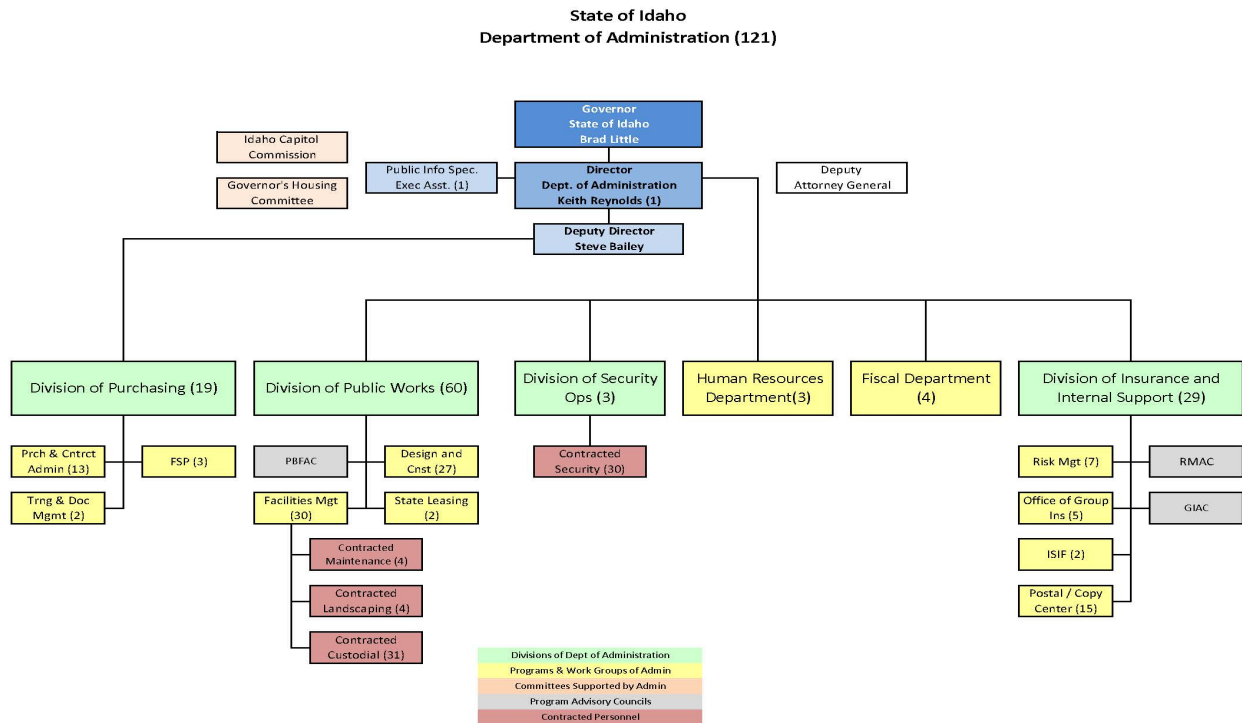 State of Idaho
Department of Administration (121)
Governor
State of Idaho
Brad Little
Idaho Capitol
Commission
Public Info Spec.
Exec Asst. (1)
Director
Dept. of Administration
Keith Reynolds (1)
Deputy
Attorney General
Governor's Housing
Committee
Deputy Director
Steve Bailey
Division of Purchasing (19)
Division of Public Works (60)
Division of Security
Ops (3)
Human Resources
Department(3)
Fiscal Department
(4)
Division of Insurance and
Internal Support (29)
Prch & Cntrct
Admin (13)
FSP (3)
PBFAC
Design and
Cnst (27)
Contracted
Security (30)
Risk Mgt (7)
RMAC
Trng & Doc
Mgmt (2)
Facilities Mgt
(30)
State Leasing
(2)
Office of Group
Ins (5)
GIAC
Contracted
Maintenance (4)
ISIF (2)
Contracted
Landscaping (4)
Postal / Copy
Center (15)
Contracted
Custodial (31)
Divisions of Dept of Administration
Programs & Work Groups of Admin
Committees Supported by Admin
Program Advisory Councils
Contracted Personnel